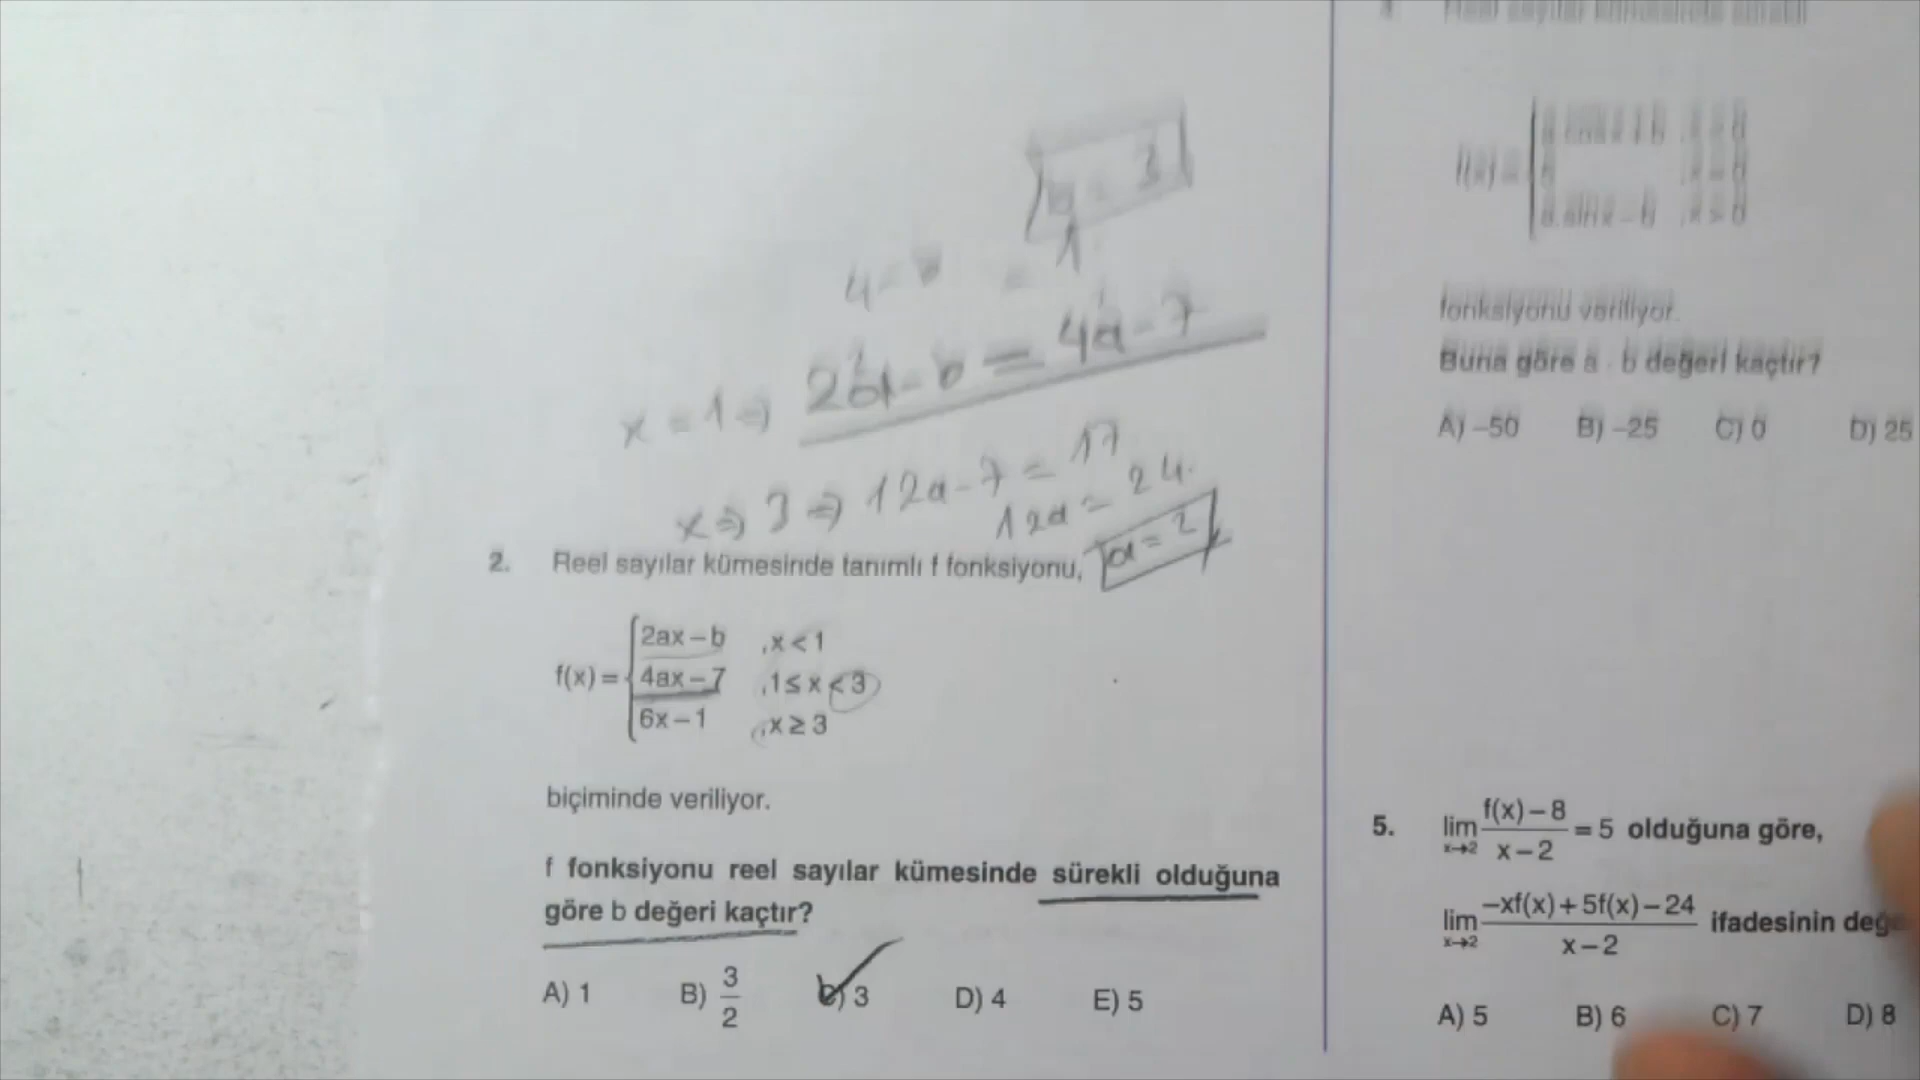 b = 3
4 - b = 1
x = 1 ⇒ 2a - b = 4a - 7
x ⇒ 3 ⇒ 12a - 7 = 17
12a = 24.
a = 2
2. Reel sayılar kümesinde tanımlı f fonksiyonu,
f(x) = { 2ax – b , x < 1
4ax – 7 , 1 ≤ x < 3
6x – 1 , x ≥ 3
biçiminde veriliyor.
f fonksiyonu reel sayılar kümesinde sürekli olduğuna
göre b değeri kaçtır?
A) 1 B) 3/2 C) 3 D) 4 E) 5
f(x) =
fonksiyonu veriliyor.
Buna göre a · b değeri kaçtır?
A) –50 B) –25 C) 0 D) 25
5. lim x→2 f(x) – 8 / x – 2 = 5 olduğuna göre,
lim x→2 –xf(x) + 5f(x) – 24 / x – 2 ifadesinin
A) 5 B) 6 C) 7 D) 8